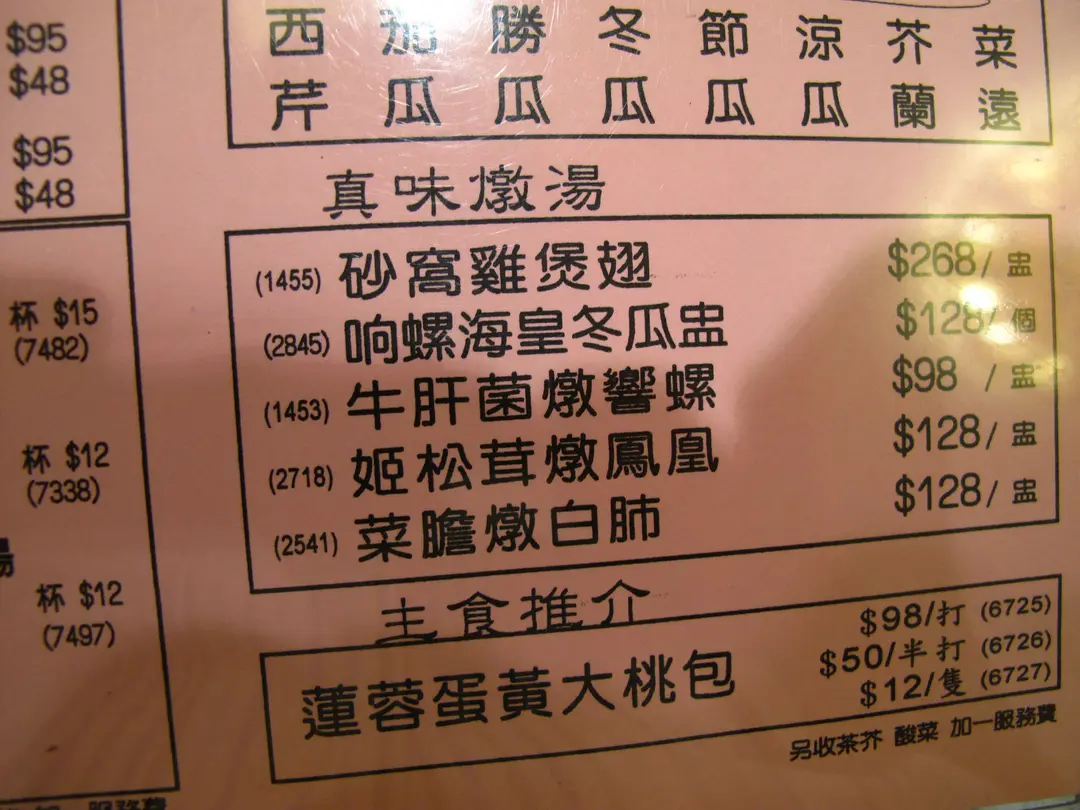 $95
$48
$95
$48
杯 $15
(7482)
杯 $12
(7338)
湯
杯 $12
(7497)
西芹 茄瓜 勝瓜 冬瓜 節瓜 涼瓜 芥蘭 菜遠
真味燉湯
(1455) 砂窩雞煲翅 $268/盅
(2845) 响螺海皇冬瓜盅 $128/個
(1453) 牛肝菌燉響螺 $98 /盅
(2718) 姬松茸燉鳳凰 $128/盅
(2541) 菜膽燉白肺 $128/盅
主食推介
蓮蓉蛋黃大桃包
$98/打 (6725)
$50/半打 (6726)
$12/隻 (6727)
另收茶芥 酸菜 加一服務費